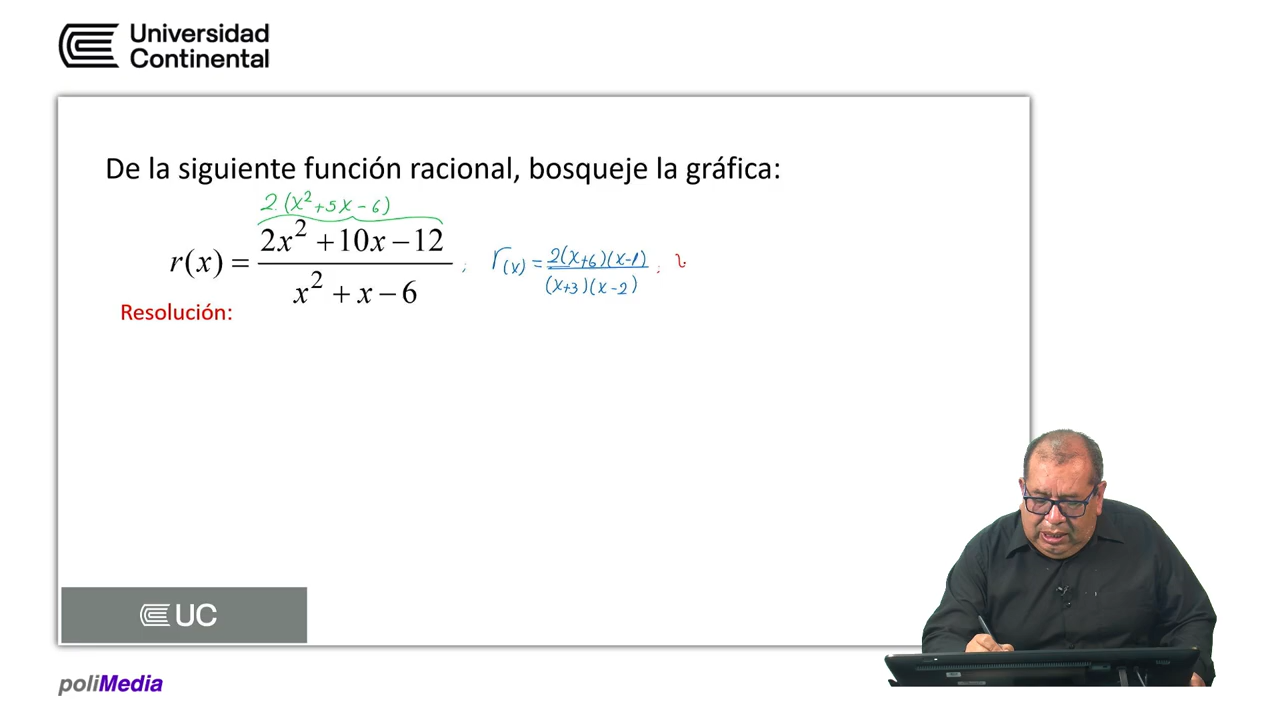 Universidad
Continental
De la siguiente función racional, bosqueje la gráfica:
2.(x²+5x-6)
r(x) = (2x² + 10x − 12)/(x² + x − 6) ; r(x) = 2(x+6)(x-1)/(x+3)(x-2) ;
Resolución:
UC
poliMedia